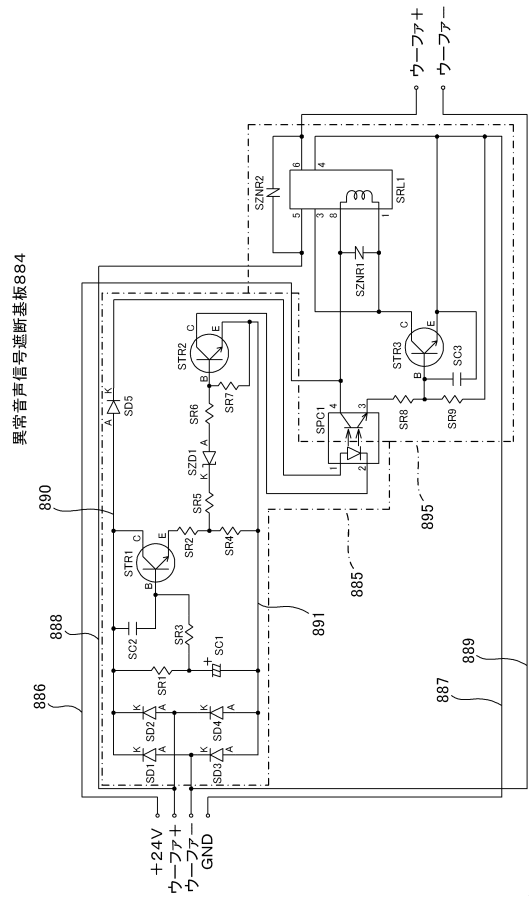 異常音声信号遮断基板884
886
888
890
SD5
A
K
STR1
B
C
E
SC2
SR1
SR3
SC1
+
SR2
SR4
SR5
SZD1
K
A
SR6
SR7
STR2
B
C
E
SD1
K
A
SD2
K
A
SD3
K
A
SD4
K
A
891
885
895
SPC1
1
2
3
4
SR8
SR9
STR3
B
C
E
SC3
SZNR1
SZNR2
SRL1
5
6
3
4
8
1
+24V
ウーファ+
ウーファ-
GND
887
889
ウーファ+
ウーファ-